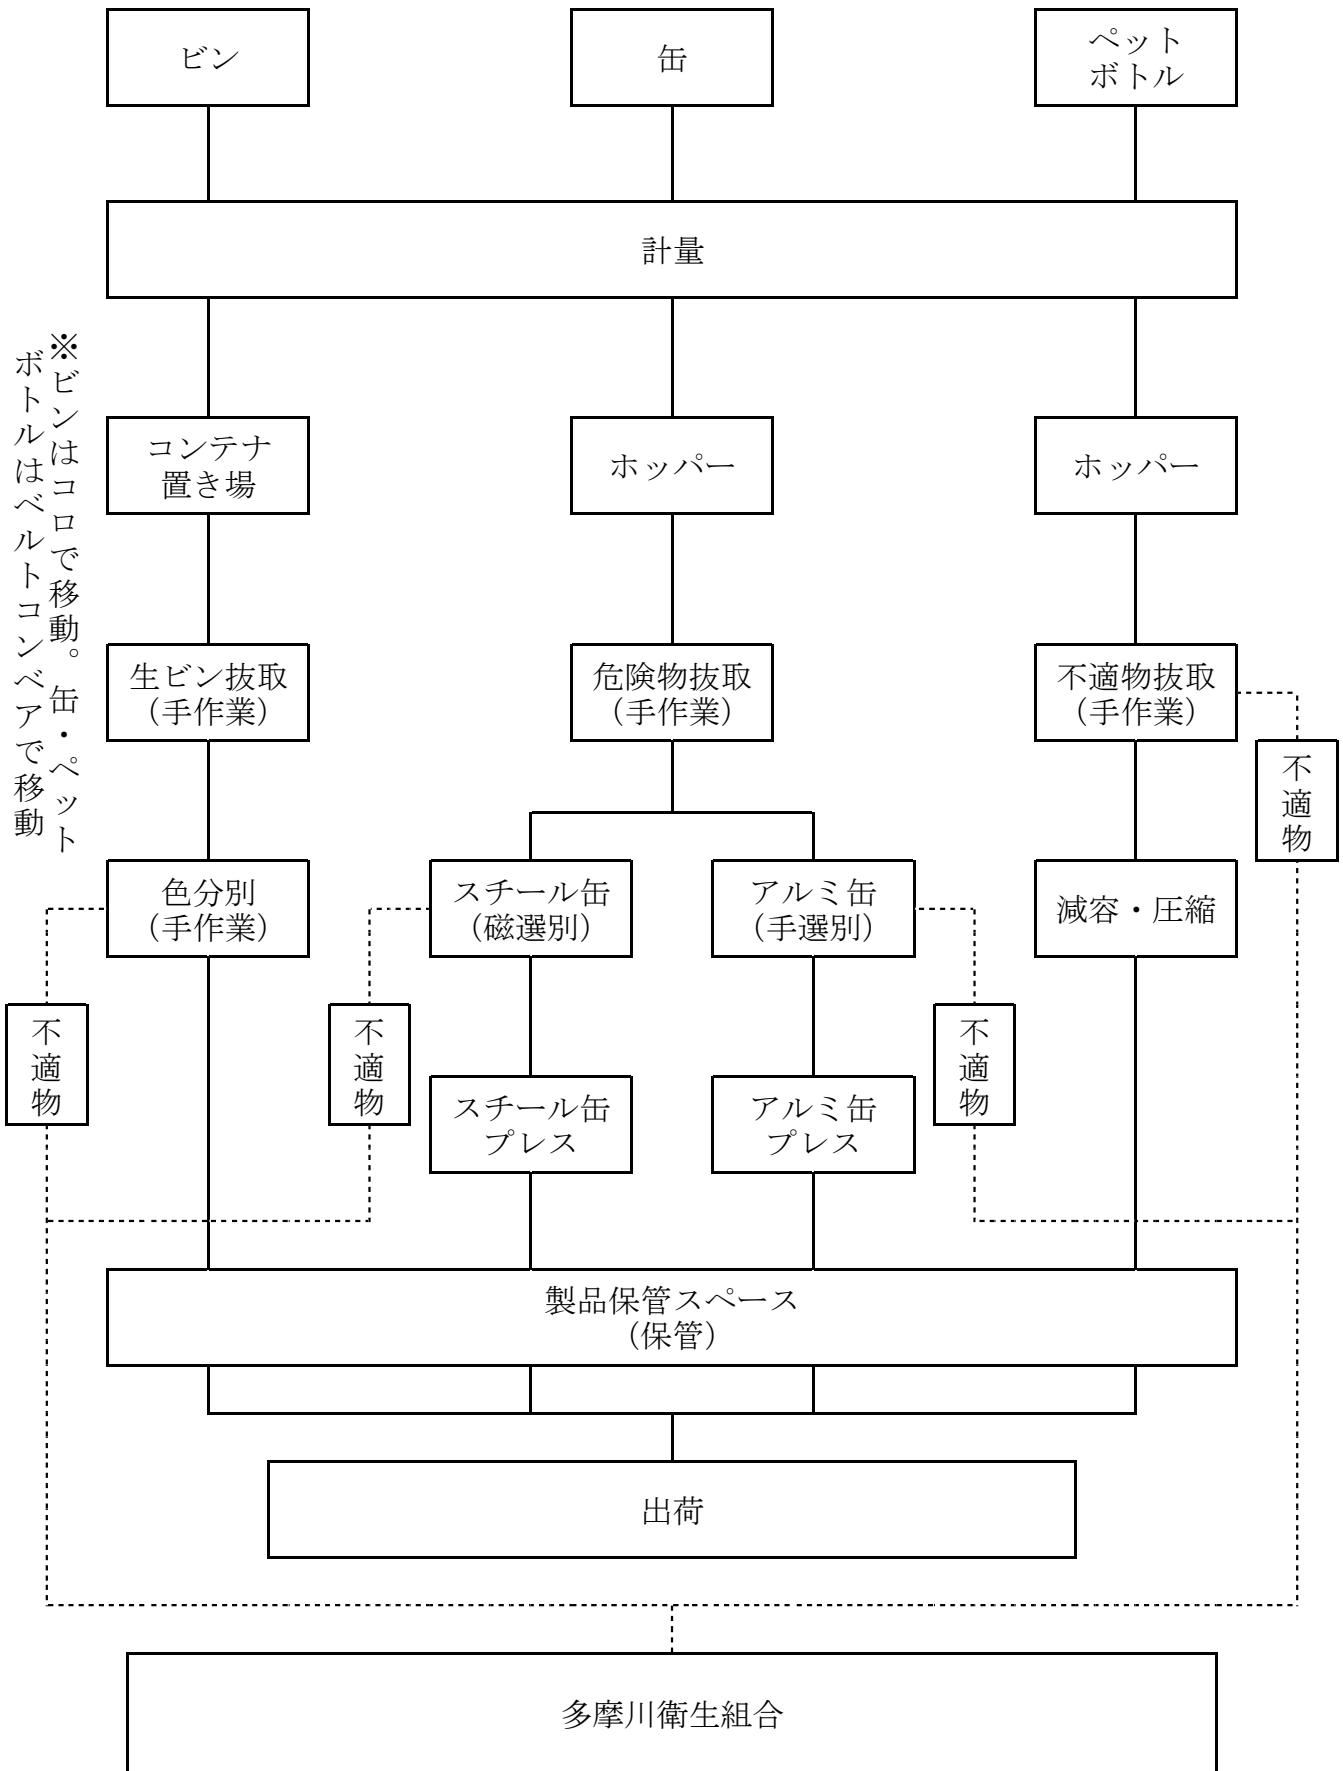 ビン
缶
ペット
ボトル
計量
※ビンはコロで移動。缶・ペット
ボトルはベルトコンベアで移動
コンテナ
置き場
ホッパー
ホッパー
生ビン抜取
（手作業）
危険物抜取
（手作業）
不適物抜取
（手作業）
不適物
色分別
（手作業）
スチール缶
（磁選別）
アルミ缶
（手選別）
減容・圧縮
不適物
不適物
スチール缶
プレス
アルミ缶
プレス
不適物
製品保管スペース
（保管）
出荷
多摩川衛生組合